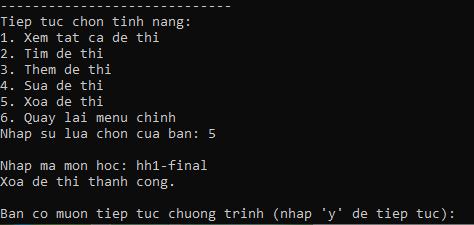 -----------------------------
Tiep tuc chon tinh nang:
1. Xem tat ca de thi
2. Tim de thi
3. Them de thi
4. Sua de thi
5. Xoa de thi
6. Quay lai menu chinh
Nhap su lua chon cua ban: 5
Nhap ma mon hoc: hh1-final
Xoa de thi thanh cong.
Ban co muon tiep tuc chuong trinh (nhap 'y' de tiep tuc):